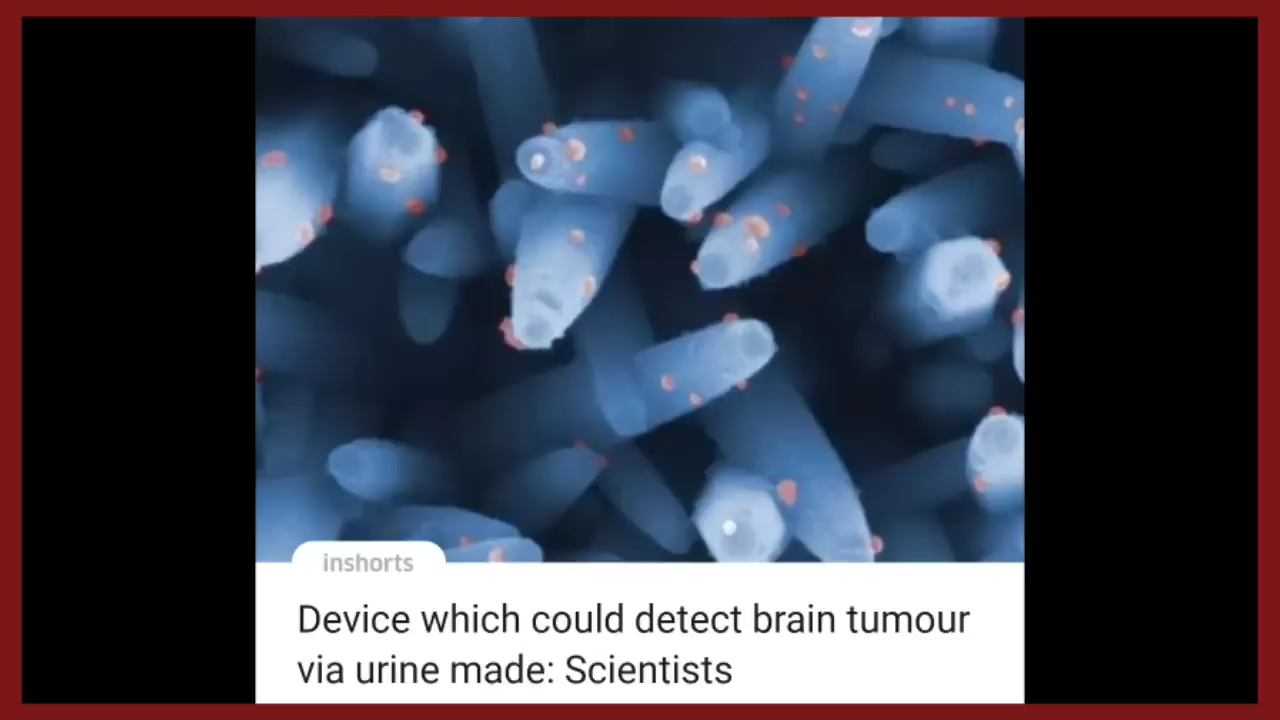 inshorts
Device which could detect brain tumour
via urine made: Scientists